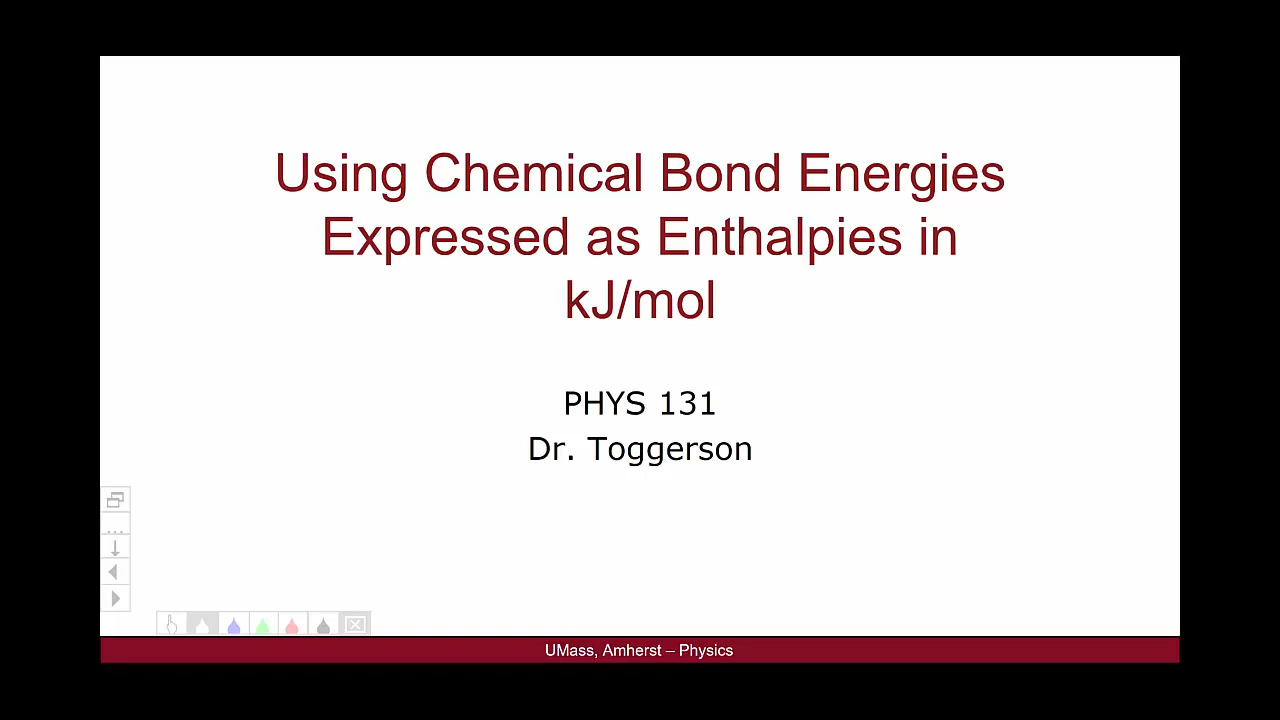 Using Chemical Bond Energies
Expressed as Enthalpies in
kJ/mol
PHYS 131
Dr. Toggerson
UMass, Amherst – Physics